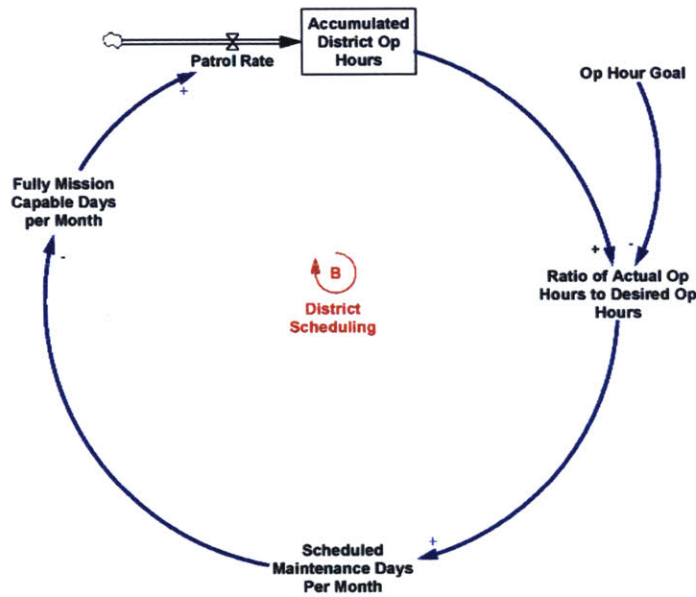 Accumulated
District Op
Hours
Patrol Rate
Op Hour Goal
+
Fully Mission
Capable Days
per Month
-
+
-
Ratio of Actual Op
Hours to Desired Op
Hours
B
District
Scheduling
+
Scheduled
Maintenance Days
Per Month